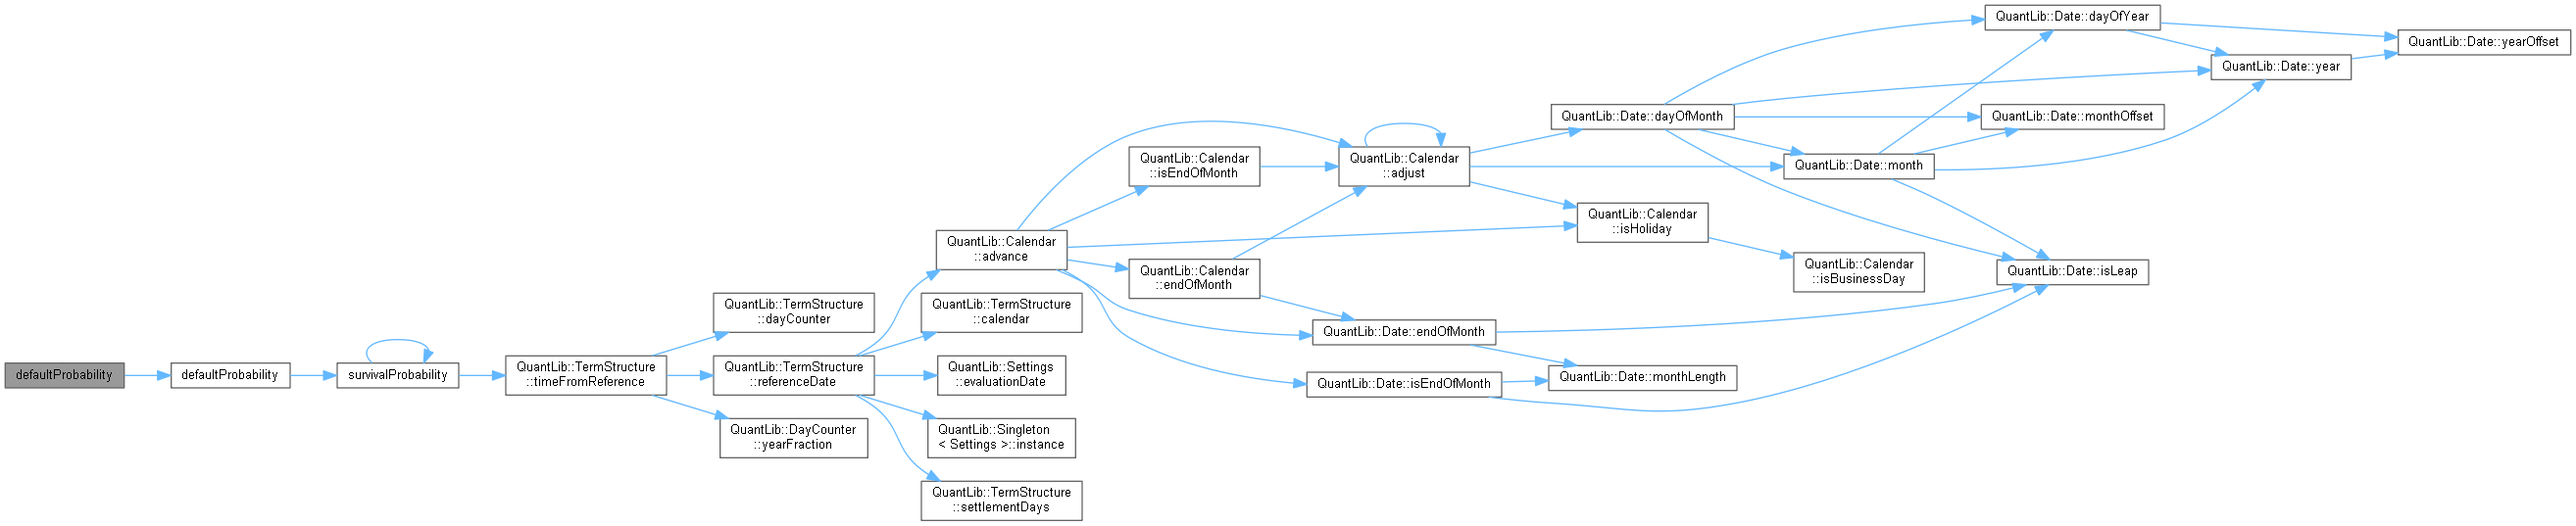 defaultProbability
defaultProbability
survivalProbability
QuantLib::TermStructure
::timeFromReference
QuantLib::TermStructure
::dayCounter
QuantLib::TermStructure
::referenceDate
QuantLib::DayCounter
::yearFraction
QuantLib::Calendar
::advance
QuantLib::TermStructure
::calendar
QuantLib::Settings
::evaluationDate
QuantLib::Singleton
< Settings >::instance
QuantLib::TermStructure
::settlementDays
QuantLib::Calendar
::isEndOfMonth
QuantLib::Calendar
::endOfMonth
QuantLib::Calendar
::adjust
QuantLib::Date::endOfMonth
QuantLib::Date::isEndOfMonth
QuantLib::Date::dayOfMonth
QuantLib::Calendar
::isHoliday
QuantLib::Date::monthLength
QuantLib::Date::month
QuantLib::Calendar
::isBusinessDay
QuantLib::Date::dayOfYear
QuantLib::Date::monthOffset
QuantLib::Date::isLeap
QuantLib::Date::year
QuantLib::Date::yearOffset